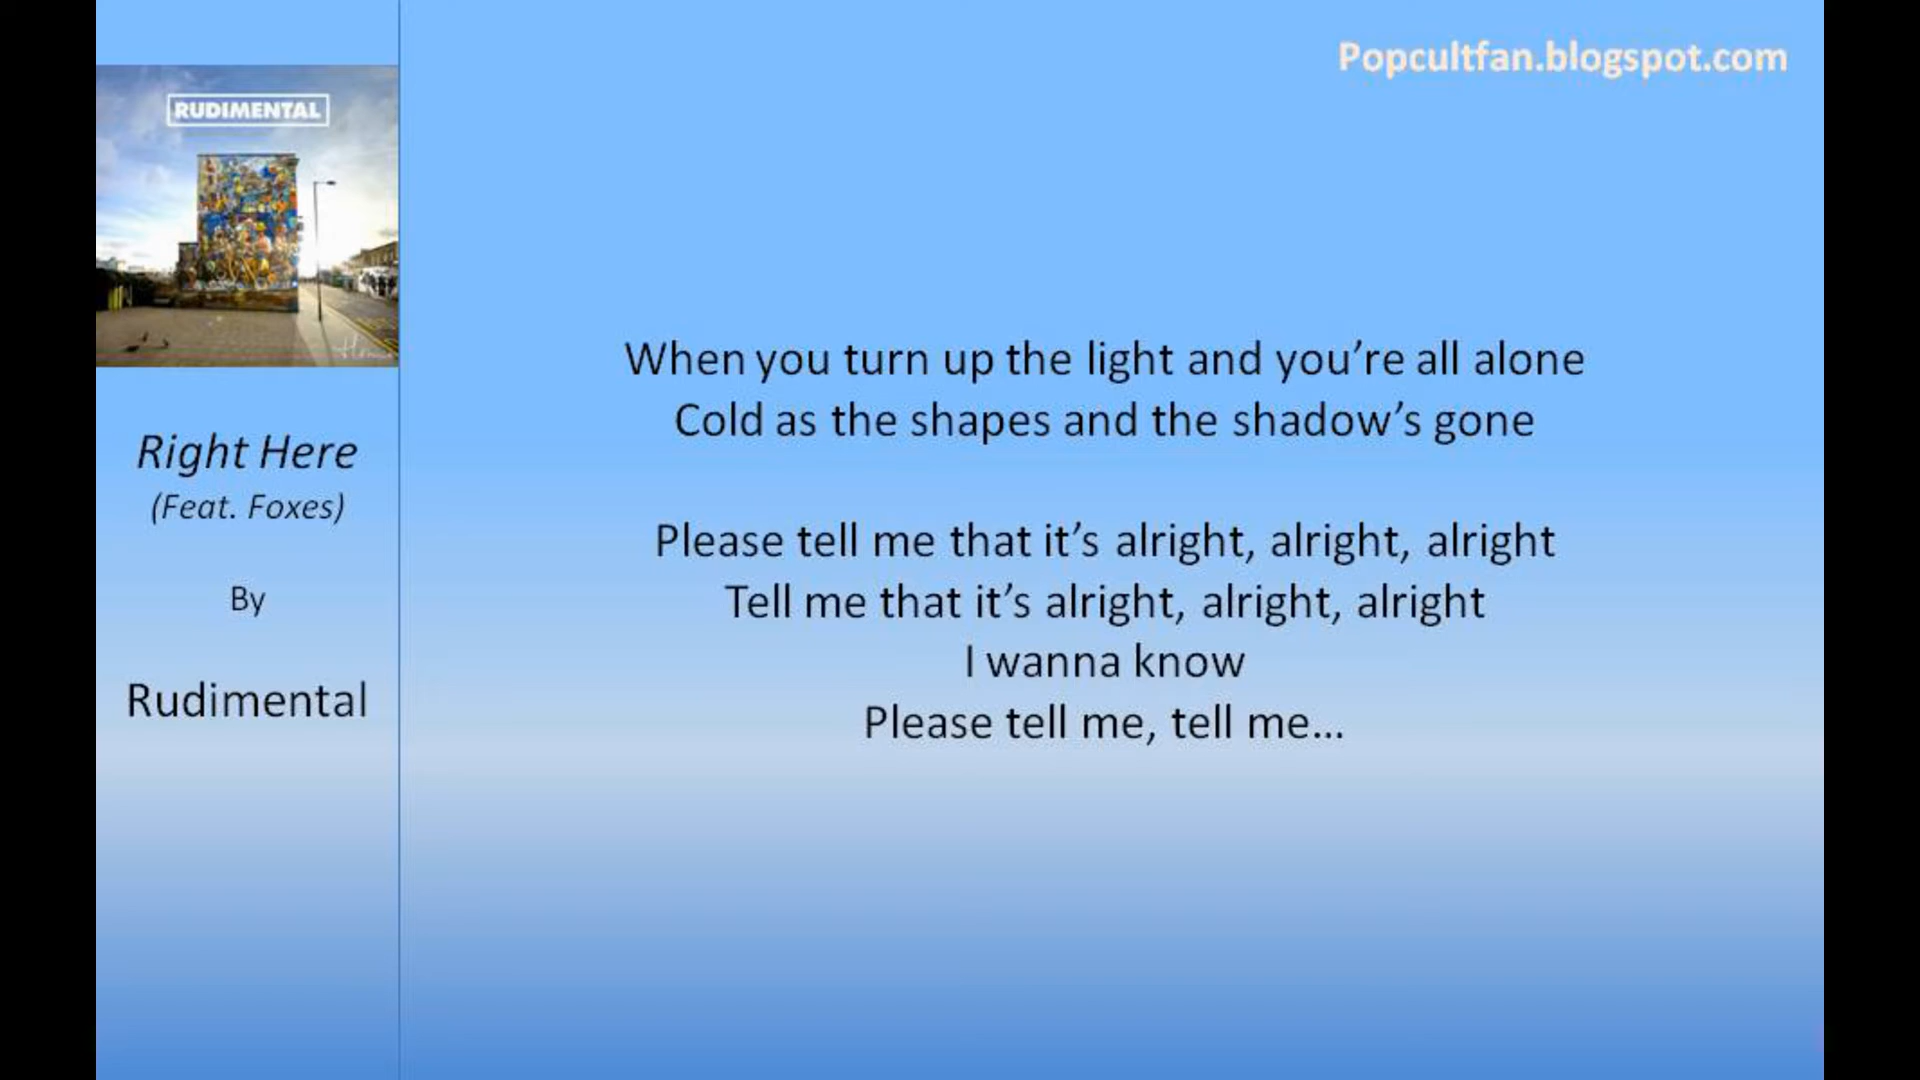 Popcultfan.blogspot.com
RUDIMENTAL
Home
Right Here
(Feat. Foxes)
By
Rudimental
When you turn up the light and you’re all alone
Cold as the shapes and the shadow’s gone
Please tell me that it’s alright, alright, alright
Tell me that it’s alright, alright, alright
I wanna know
Please tell me, tell me…